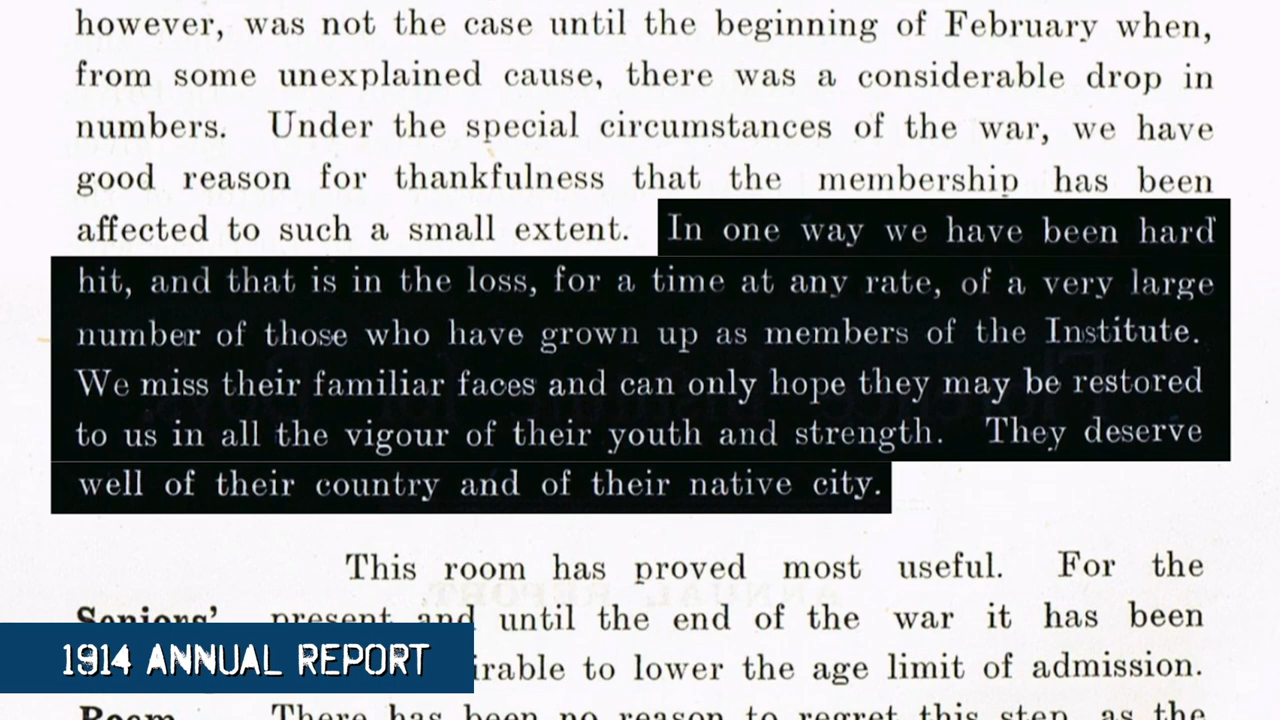 however, was not the case until the beginning of February when,
from some unexplained cause, there was a considerable drop in
numbers. Under the special circumstances of the war, we have
good reason for thankfulness that the membership has been
affected to such a small extent. In one way we have been hard
hit, and that is in the loss, for a time at any rate, of a very large
number of those who have grown up as members of the Institute.
We miss their familiar faces and can only hope they may be restored
to us in all the vigour of their youth and strength. They deserve
well of their country and of their native city.
This room has proved most useful. For the
Seniors' present and until the end of the war it has been
1914 ANNUAL REPORT
to lower the age limit of admission.
Room. There has been no reason to regret this step, as the